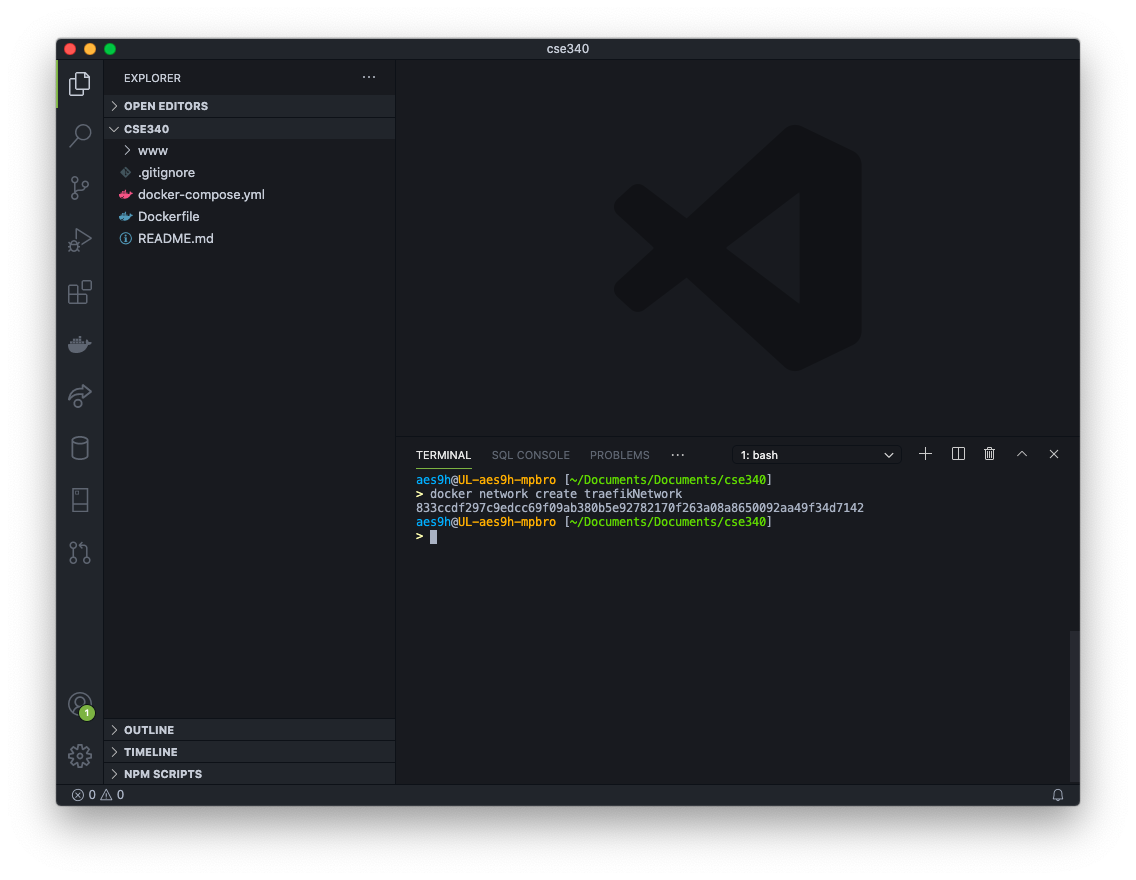 cse340
EXPLORER
OPEN EDITORS
CSE340
www
.gitignore
docker-compose.yml
Dockerfile
README.md
OUTLINE
TIMELINE
NPM SCRIPTS
1
TERMINAL SQL CONSOLE PROBLEMS ··· 1: bash
aes9h@UL-aes9h-mpbro [~/Documents/Documents/cse340]
> docker network create traefikNetwork
833ccdf297c9edcc69f09ab380b5e92782170f263a08a8650092aa49f34d7142
aes9h@UL-aes9h-mpbro [~/Documents/Documents/cse340]
>
0 0